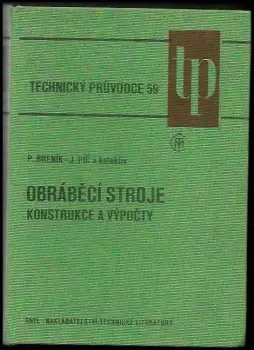 tp
TECHNICKÝ PRŮVODCE 59
P. BRENÍK - J. PÍČ a kolektiv
OBRÁBĚCÍ STROJE
KONSTRUKCE A VÝPOČTY
SNTL - NAKLADATELSTVÍ TECHNICKÉ LITERATURY